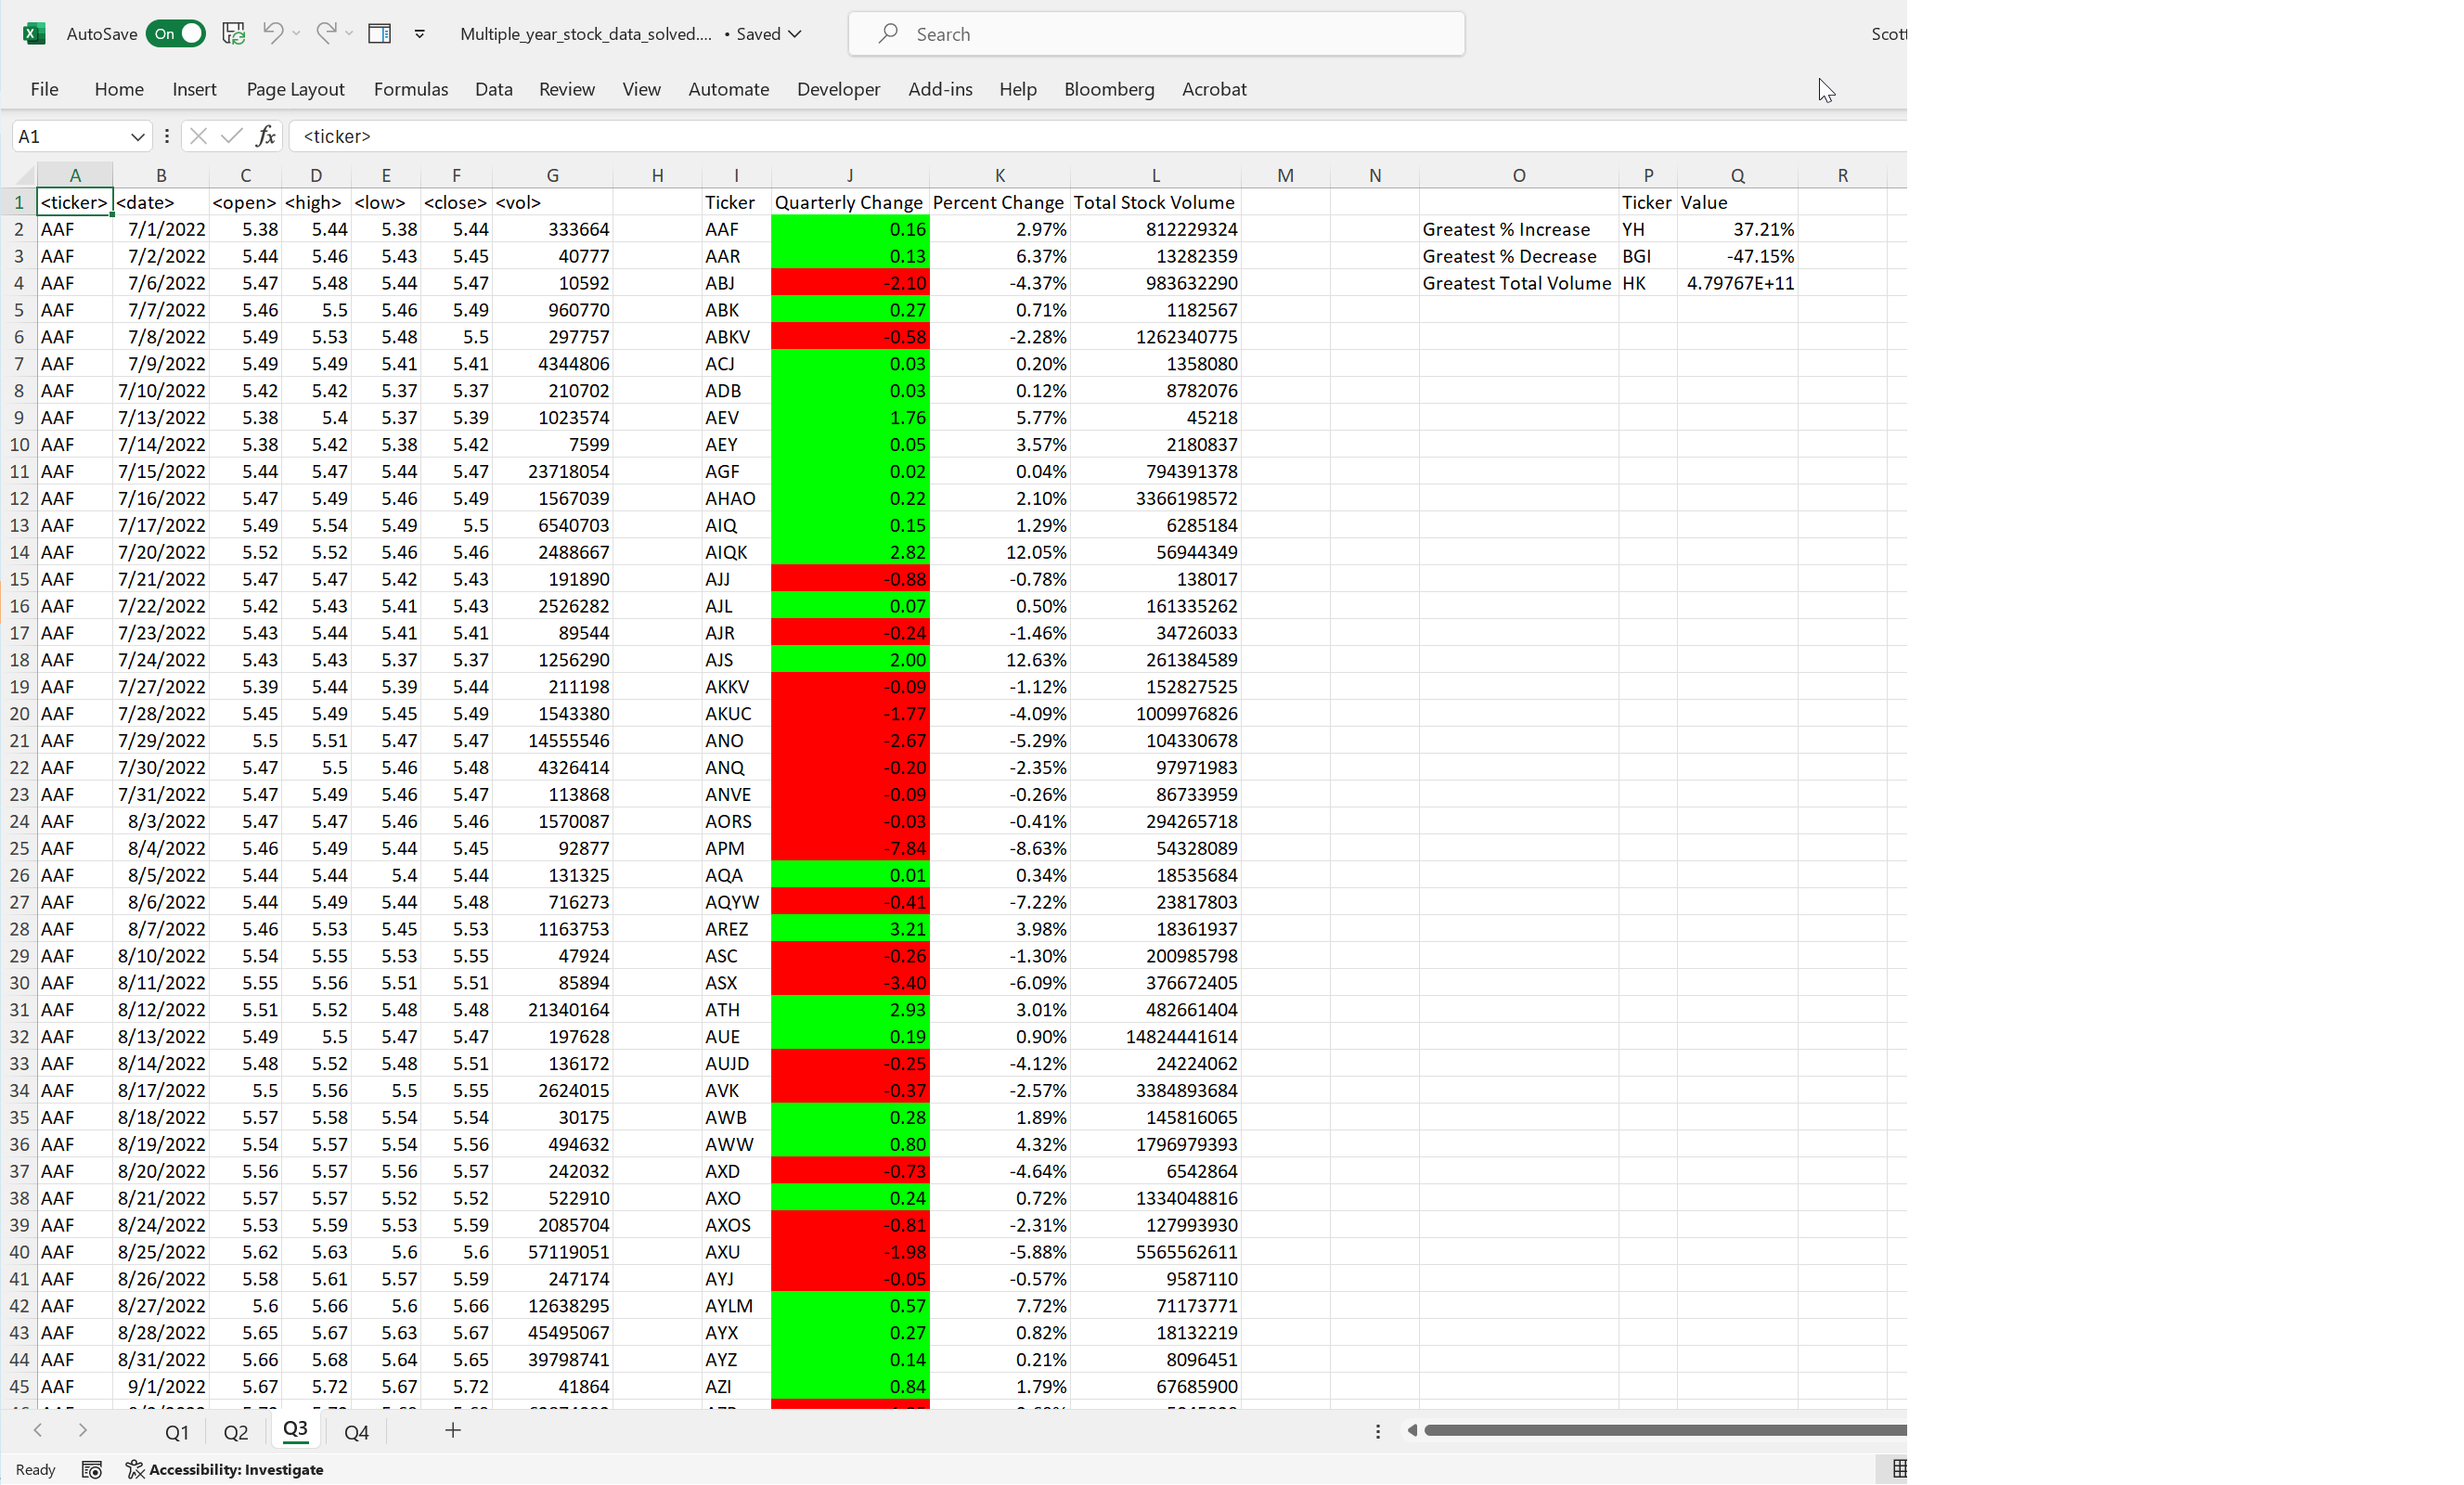 AutoSave On Multiple_year_stock_data_solved.... • Saved Search Scott
File Home Insert Page Layout Formulas Data Review View Automate Developer Add-ins Help Bloomberg Acrobat
A1 fx <ticker>
A B C D E F G H I J K L M N O P Q R
1 <ticker> <date> <open> <high> <low> <close> <vol> Ticker Quarterly Change Percent Change Total Stock Volume Ticker Value
2 AAF 7/1/2022 5.38 5.44 5.38 5.44 333664 AAF 0.16 2.97% 812229324 Greatest % Increase YH 37.21%
3 AAF 7/2/2022 5.44 5.46 5.43 5.45 40777 AAR 0.13 6.37% 13282359 Greatest % Decrease BGI -47.15%
4 AAF 7/6/2022 5.47 5.48 5.44 5.47 10592 ABJ -2.10 -4.37% 983632290 Greatest Total Volume HK 4.79767E+11
5 AAF 7/7/2022 5.46 5.5 5.46 5.49 960770 ABK 0.27 0.71% 1182567
6 AAF 7/8/2022 5.49 5.53 5.48 5.5 297757 ABKV -0.58 -2.28% 1262340775
7 AAF 7/9/2022 5.49 5.49 5.41 5.41 4344806 ACJ 0.03 0.20% 1358080
8 AAF 7/10/2022 5.42 5.42 5.37 5.37 210702 ADB 0.03 0.12% 8782076
9 AAF 7/13/2022 5.38 5.4 5.37 5.39 1023574 AEV 1.76 5.77% 45218
10 AAF 7/14/2022 5.38 5.42 5.38 5.42 7599 AEY 0.05 3.57% 2180837
11 AAF 7/15/2022 5.44 5.47 5.44 5.47 23718054 AGF 0.02 0.04% 794391378
12 AAF 7/16/2022 5.47 5.49 5.46 5.49 1567039 AHAO 0.22 2.10% 3366198572
13 AAF 7/17/2022 5.49 5.54 5.49 5.5 6540703 AIQ 0.15 1.29% 6285184
14 AAF 7/20/2022 5.52 5.52 5.46 5.46 2488667 AIQK 2.82 12.05% 56944349
15 AAF 7/21/2022 5.47 5.47 5.42 5.43 191890 AJJ -0.88 -0.78% 138017
16 AAF 7/22/2022 5.42 5.43 5.41 5.43 2526282 AJL 0.07 0.50% 161335262
17 AAF 7/23/2022 5.43 5.44 5.41 5.41 89544 AJR -0.24 -1.46% 34726033
18 AAF 7/24/2022 5.43 5.43 5.37 5.37 1256290 AJS 2.00 12.63% 261384589
19 AAF 7/27/2022 5.39 5.44 5.39 5.44 211198 AKKV -0.09 -1.12% 152827525
20 AAF 7/28/2022 5.45 5.49 5.45 5.49 1543380 AKUC -1.77 -4.09% 1009976826
21 AAF 7/29/2022 5.5 5.51 5.47 5.47 14555546 ANO -2.67 -5.29% 104330678
22 AAF 7/30/2022 5.47 5.5 5.46 5.48 4326414 ANQ -0.20 -2.35% 97971983
23 AAF 7/31/2022 5.47 5.49 5.46 5.47 113868 ANVE -0.09 -0.26% 86733959
24 AAF 8/3/2022 5.47 5.47 5.46 5.46 1570087 AORS -0.03 -0.41% 294265718
25 AAF 8/4/2022 5.46 5.49 5.44 5.45 92877 APM -7.84 -8.63% 54328089
26 AAF 8/5/2022 5.44 5.44 5.4 5.44 131325 AQA 0.01 0.34% 18535684
27 AAF 8/6/2022 5.44 5.49 5.44 5.48 716273 AQYW -0.41 -7.22% 23817803
28 AAF 8/7/2022 5.46 5.53 5.45 5.53 1163753 AREZ 3.21 3.98% 18361937
29 AAF 8/10/2022 5.54 5.55 5.53 5.55 47924 ASC -0.26 -1.30% 200985798
30 AAF 8/11/2022 5.55 5.56 5.51 5.51 85894 ASX -3.40 -6.09% 376672405
31 AAF 8/12/2022 5.51 5.52 5.48 5.48 21340164 ATH 2.93 3.01% 482661404
32 AAF 8/13/2022 5.49 5.5 5.47 5.47 197628 AUE 0.19 0.90% 14824441614
33 AAF 8/14/2022 5.48 5.52 5.48 5.51 136172 AUJD -0.25 -4.12% 24224062
34 AAF 8/17/2022 5.5 5.56 5.5 5.55 2624015 AVK -0.37 -2.57% 3384893684
35 AAF 8/18/2022 5.57 5.58 5.54 5.54 30175 AWB 0.28 1.89% 145816065
36 AAF 8/19/2022 5.54 5.57 5.54 5.56 494632 AWW 0.80 4.32% 1796979393
37 AAF 8/20/2022 5.56 5.57 5.56 5.57 242032 AXD -0.73 -4.64% 6542864
38 AAF 8/21/2022 5.57 5.57 5.52 5.52 522910 AXO 0.24 0.72% 1334048816
39 AAF 8/24/2022 5.53 5.59 5.53 5.59 2085704 AXOS -0.81 -2.31% 127993930
40 AAF 8/25/2022 5.62 5.63 5.6 5.6 57119051 AXU -1.98 -5.88% 5565562611
41 AAF 8/26/2022 5.58 5.61 5.57 5.59 247174 AYJ -0.05 -0.57% 9587110
42 AAF 8/27/2022 5.6 5.66 5.6 5.66 12638295 AYLM 0.57 7.72% 71173771
43 AAF 8/28/2022 5.65 5.67 5.63 5.67 45495067 AYX 0.27 0.82% 18132219
44 AAF 8/31/2022 5.66 5.68 5.64 5.65 39798741 AYZ 0.14 0.21% 8096451
45 AAF 9/1/2022 5.67 5.72 5.67 5.72 41864 AZI 0.84 1.79% 67685900
Q1 Q2 Q3 Q4
Ready Accessibility: Investigate